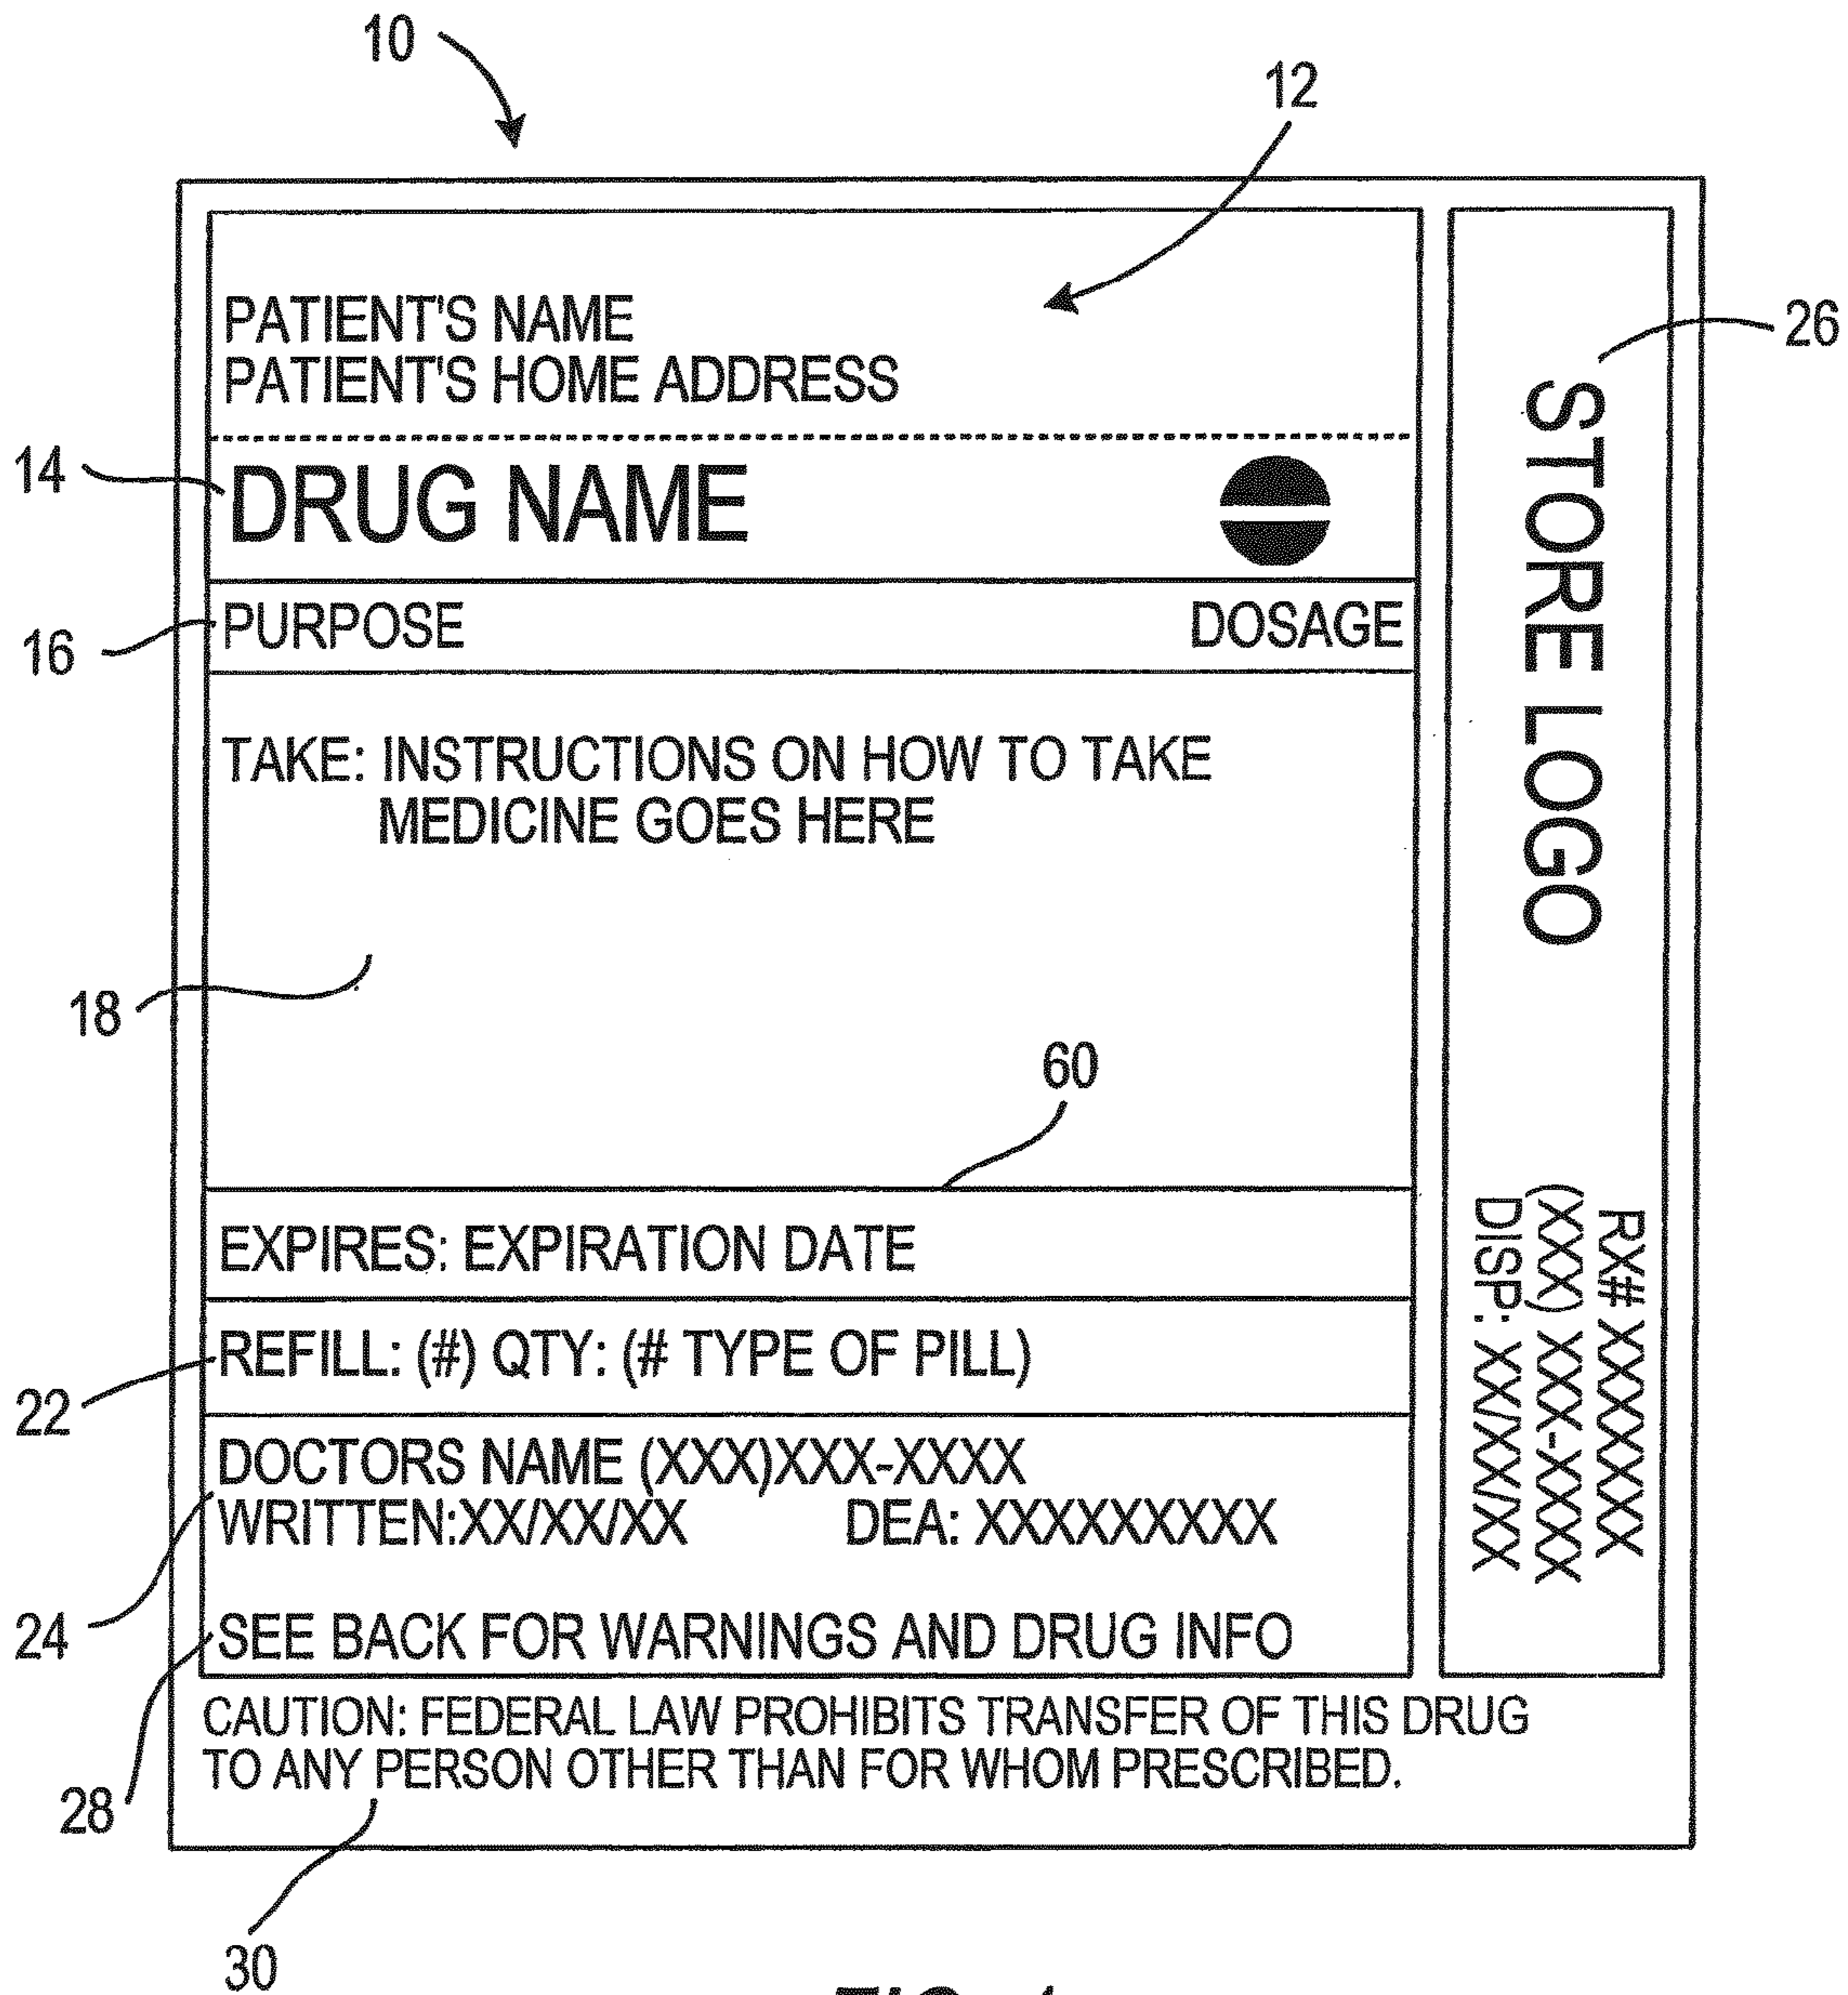 10
12
PATIENT'S NAME
PATIENT'S HOME ADDRESS
26
14
DRUG NAME
16
PURPOSE DOSAGE
TAKE: INSTRUCTIONS ON HOW TO TAKE
MEDICINE GOES HERE
18
60
EXPIRES: EXPIRATION DATE
REFILL: (#) QTY: (# TYPE OF PILL)
22
DOCTORS NAME (XXX)XXX-XXXX
WRITTEN:XX/XX/XX DEA: XXXXXXXXX
24
SEE BACK FOR WARNINGS AND DRUG INFO
28
STORE LOGO
RX# XXXXXXX
(XXX) XXX-XXXX
DISP: XX/XX/XX
CAUTION: FEDERAL LAW PROHIBITS TRANSFER OF THIS DRUG
TO ANY PERSON OTHER THAN FOR WHOM PRESCRIBED.
30